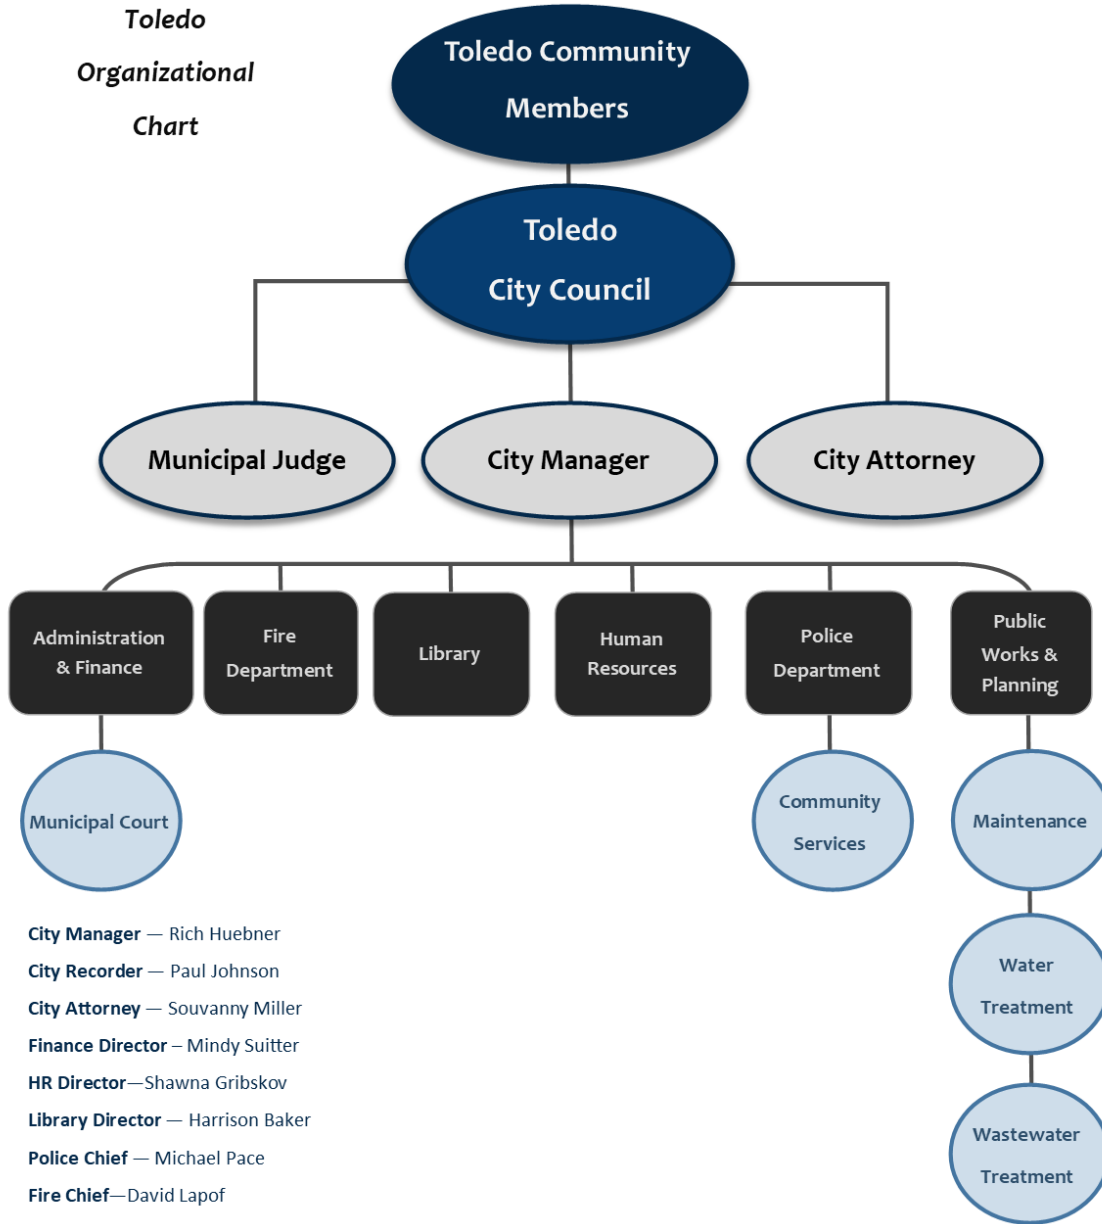 Toledo
Organizational
Chart
Toledo Community
Members
Toledo
City Council
Municipal Judge
City Manager
City Attorney
Administration
& Finance
Fire
Department
Library
Human
Resources
Police
Department
Public
Works &
Planning
Municipal Court
Community
Services
Maintenance
Water
Treatment
Wastewater
Treatment
City Manager — Rich Huebner
City Recorder — Paul Johnson
City Attorney — Souvanny Miller
Finance Director – Mindy Suitter
HR Director—Shawna Gribskov
Library Director — Harrison Baker
Police Chief — Michael Pace
Fire Chief—David Lapof